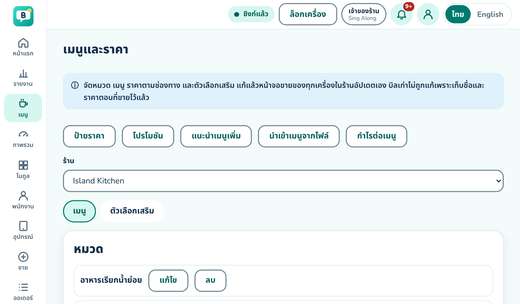 B
ซิงก์แล้ว
ล็อกเครื่อง
เจ้าของร้าน
Sing Along
9+
ไทย
English
หน้าแรก
รายงาน
เมนู
ภาพรวม
โมดูล
พนักงาน
อุปกรณ์
ขาย
ออเดอร์
เมนูและราคา
จัดหมวด เมนู ราคาตามช่องทาง และตัวเลือกเสริม แก้แล้วหน้าจอขายของทุกเครื่องในร้านอัปเดตเอง บิลเก่าไม่ถูกแก้เพราะเก็บชื่อและ
ราคาตอนที่ขายไว้แล้ว
ป้ายราคา
โปรโมชัน
แนะนำเมนูเพิ่ม
นำเข้าเมนูจากไฟล์
กำไรต่อเมนู
ร้าน
Island Kitchen
เมนู
ตัวเลือกเสริม
หมวด
อาหารเรียกน้ำย่อย
แก้ไข
ลบ